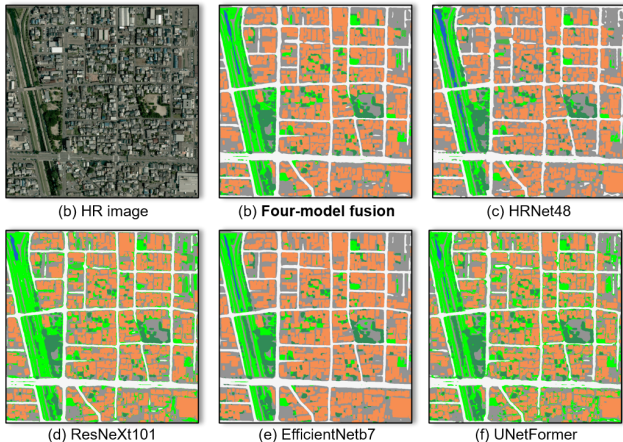 (b) HR image
(b) Four-model fusion
(c) HRNet48
(d) ResNeXt101
(e) EfficientNetb7
(f) UNetFormer